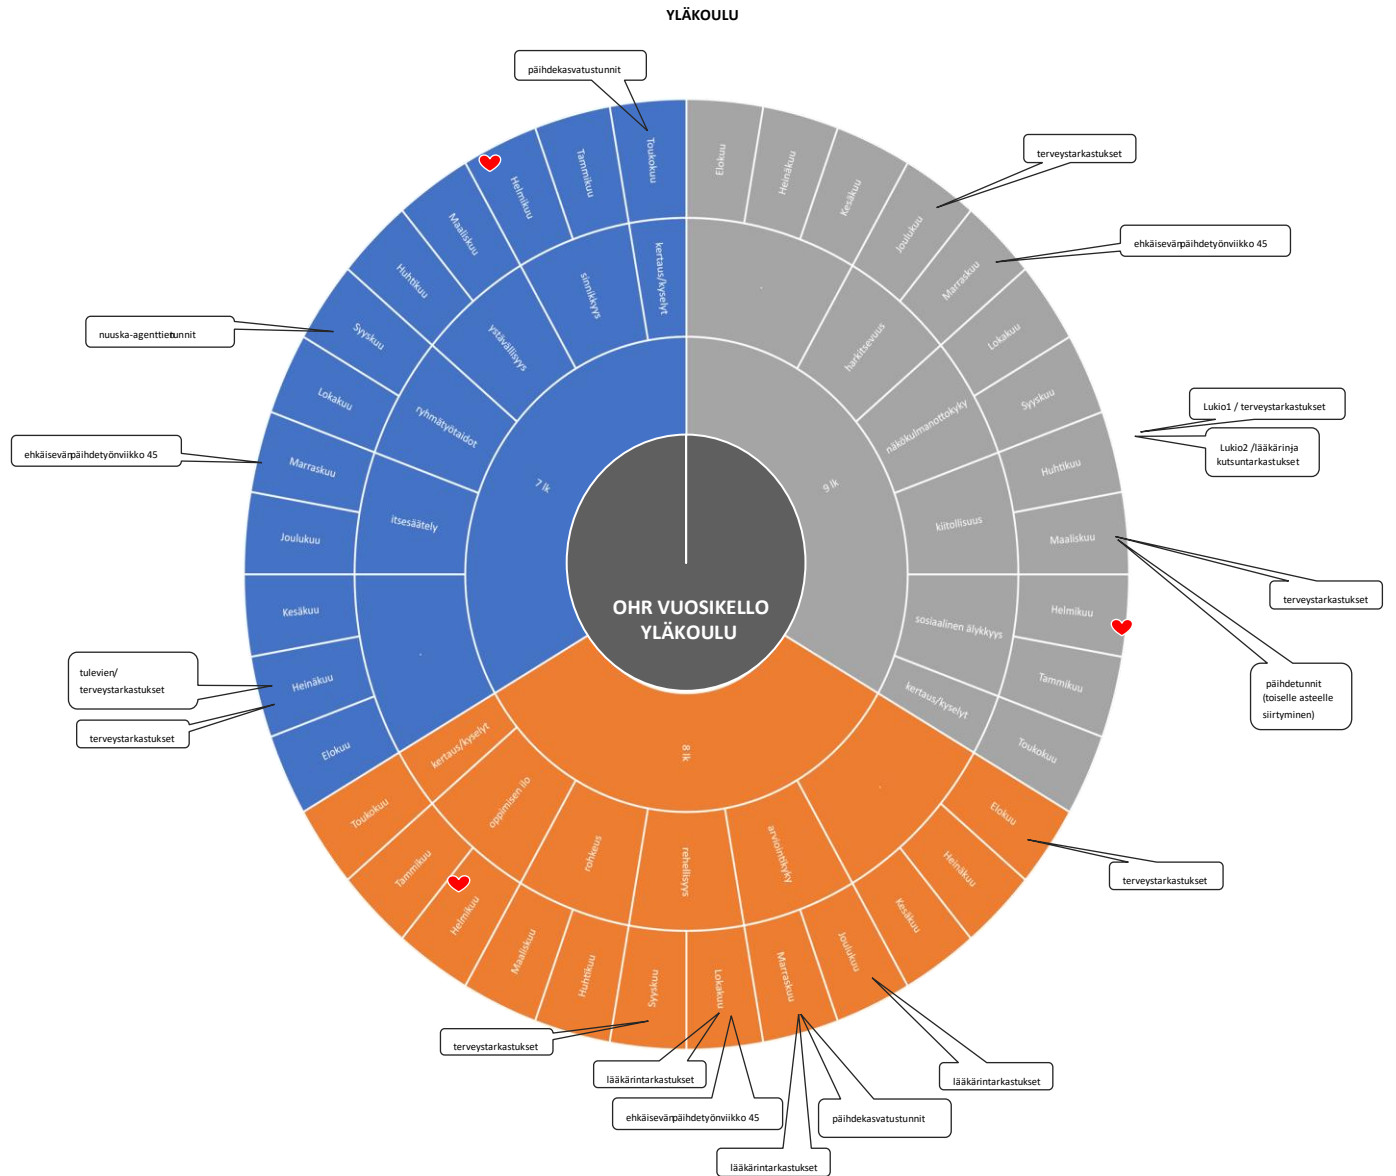 YLÄKOULU
päihdekasvatustunnit
terveystarkastukset
ehkäisevänpäihdetyönviikko 45
nuuska-agenttientunnit
ehkäisevänpäihdetyönviikko 45
Lukio1 / terveystarkastukset
Lukio2 /lääkärinja
kutsuntarkastukset
terveystarkastukset
päihdetunnit
(toiselle asteelle
siirtyminen)
tulevien/
terveystarkastukset
terveystarkastukset
terveystarkastukset
terveystarkastukset
lääkärintarkastukset
ehkäisevänpäihdetyönviikko 45
lääkärintarkastukset
päihdekasvatustunnit
lääkärintarkastukset
OHR VUOSIKELLO
YLÄKOULU
7 lk
kertaus/kyselyt
Toukokuu
sinnikkyys
Tammikuu
Helmikuu
ystävällisyys
Maaliskuu
Huhtikuu
ryhmätyötaidot
Syyskuu
Lokakuu
itsesäätely
Marraskuu
Joulukuu
.
Kesäkuu
Heinäkuu
Elokuu
8 lk
kertaus/kyselyt
Toukokuu
oppimisen ilo
Tammikuu
Helmikuu
rohkeus
Maaliskuu
Huhtikuu
rehellisyys
Syyskuu
Lokakuu
arviointikyky
Marraskuu
Joulukuu
.
Kesäkuu
Heinäkuu
Elokuu
9 lk
kertaus/kyselyt
Toukokuu
sosiaalinen älykkyys
Tammikuu
Helmikuu
kiitollisuus
Maaliskuu
Huhtikuu
näkökulmanottokyky
Syyskuu
Lokakuu
harkitsevuus
Marraskuu
Joulukuu
.
Kesäkuu
Heinäkuu
Elokuu